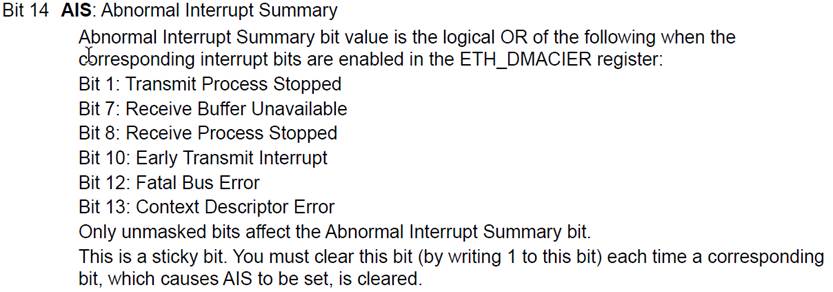 Bit 14 AIS: Abnormal Interrupt Summary
Abnormal Interrupt Summary bit value is the logical OR of the following when the
corresponding interrupt bits are enabled in the ETH_DMACIER register:
Bit 1: Transmit Process Stopped
Bit 7: Receive Buffer Unavailable
Bit 8: Receive Process Stopped
Bit 10: Early Transmit Interrupt
Bit 12: Fatal Bus Error
Bit 13: Context Descriptor Error
Only unmasked bits affect the Abnormal Interrupt Summary bit.
This is a sticky bit. You must clear this bit (by writing 1 to this bit) each time a corresponding
bit, which causes AIS to be set, is cleared.